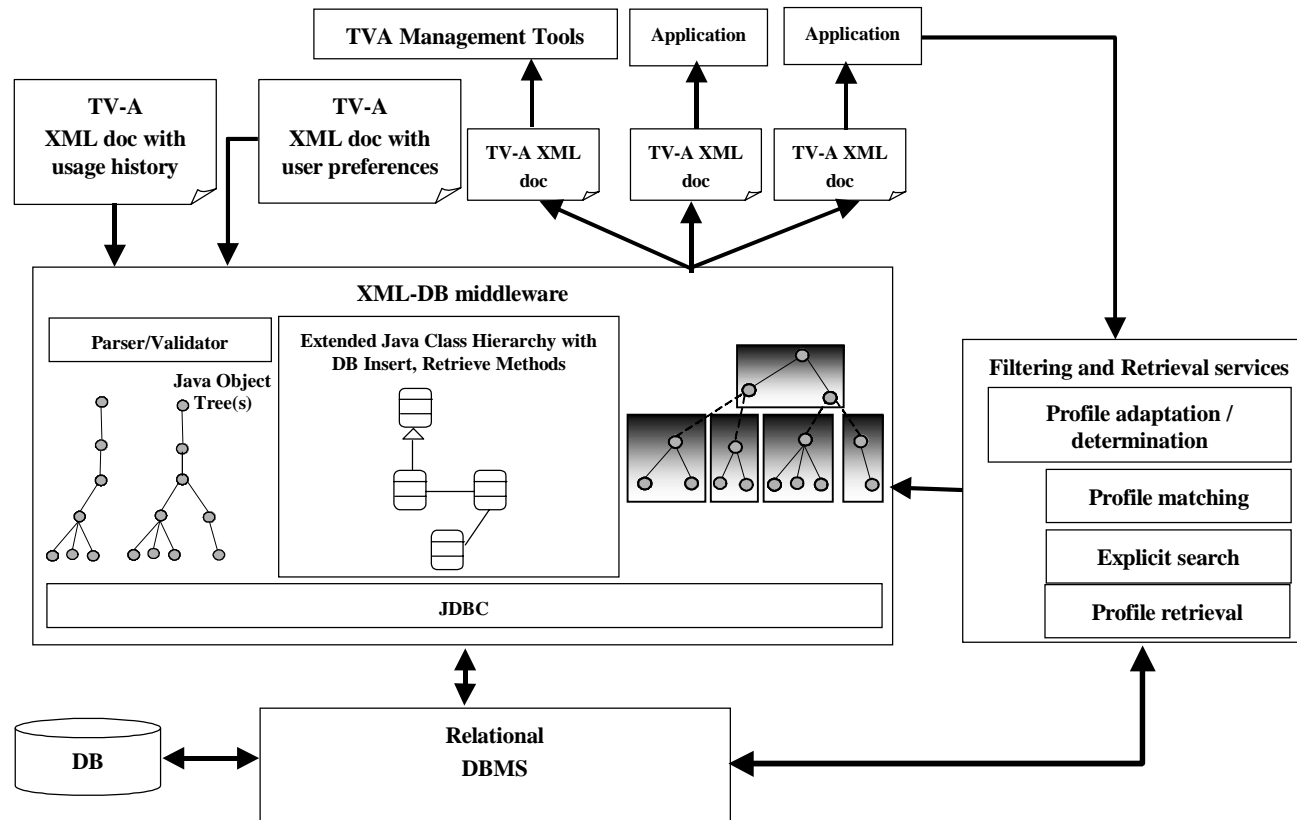 TVA Management Tools
Application
Application
TV-A
XML doc with
usage history
TV-A
XML doc with
user preferences
TV-A XML
doc
TV-A XML
doc
TV-A XML
doc
XML-DB middleware
Parser/Validator
Java Object
Tree(s)
Extended Java Class Hierarchy with
DB Insert, Retrieve Methods
JDBC
Filtering and Retrieval services
Profile adaptation /
determination
Profile matching
Explicit search
Profile retrieval
DB
Relational
DBMS